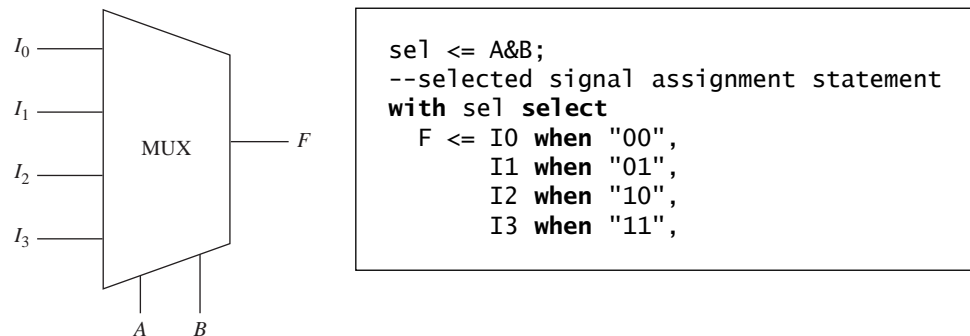 I0
I1
I2
I3
MUX
F
A B
sel <= A&B;
--selected signal assignment statement
with sel select
F <= I0 when "00",
I1 when "01",
I2 when "10",
I3 when "11",